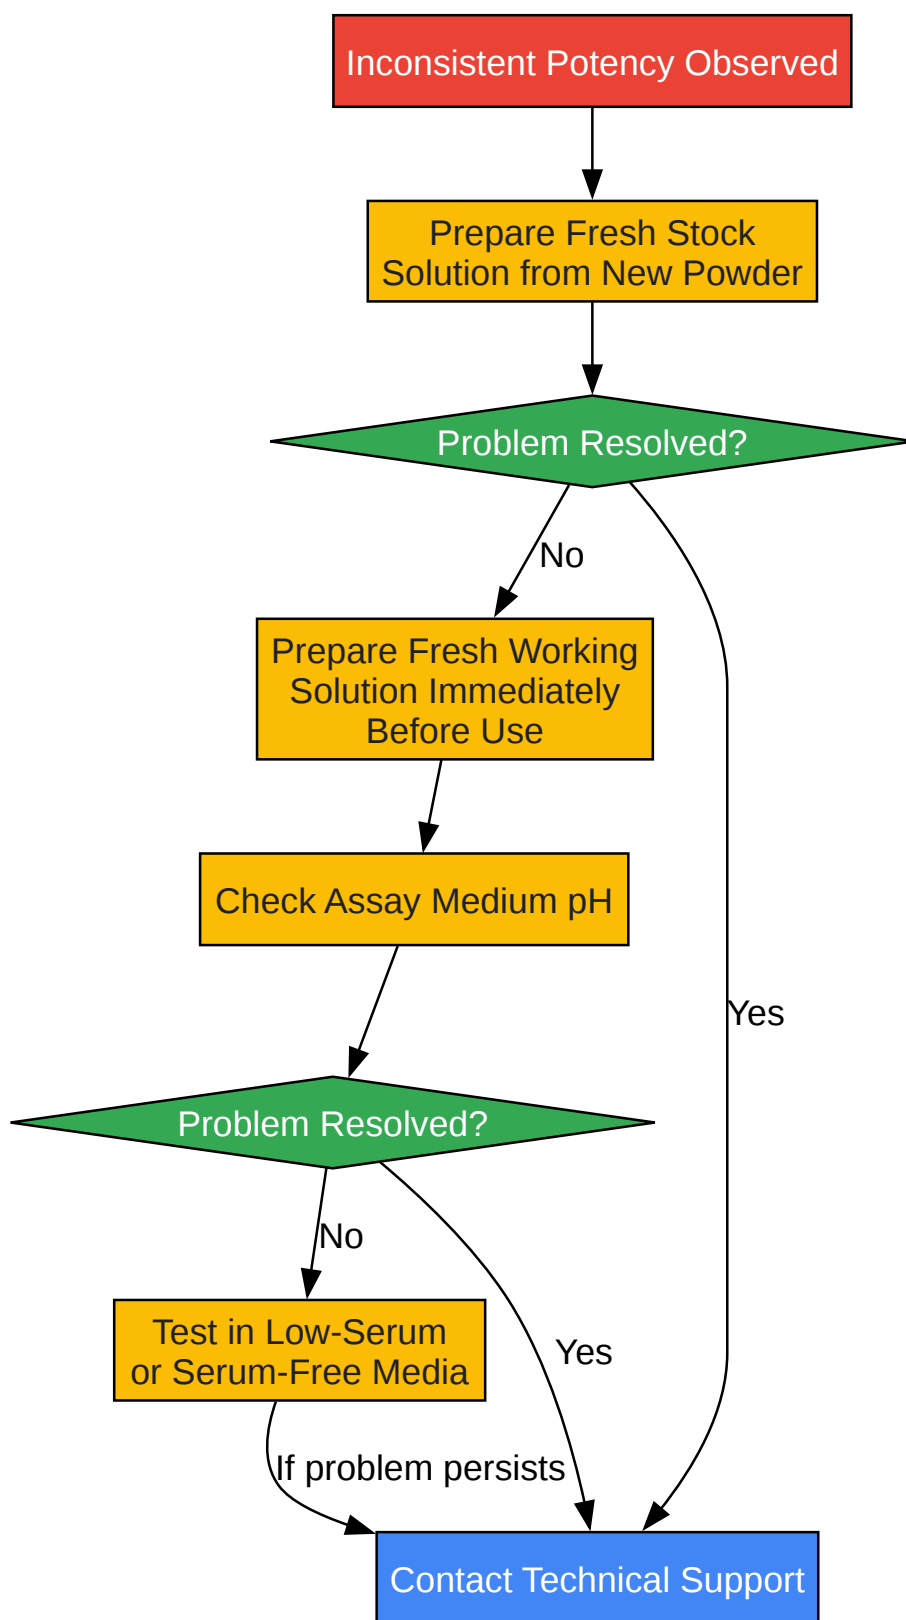 Inconsistent Potency Observed
Prepare Fresh Stock
Solution from New Powder
Problem Resolved?
No
Prepare Fresh Working
Solution Immediately
Before Use
Check Assay Medium pH
Yes
Problem Resolved?
No
Test in Low-Serum
or Serum-Free Media
Yes
If problem persists
Contact Technical Support